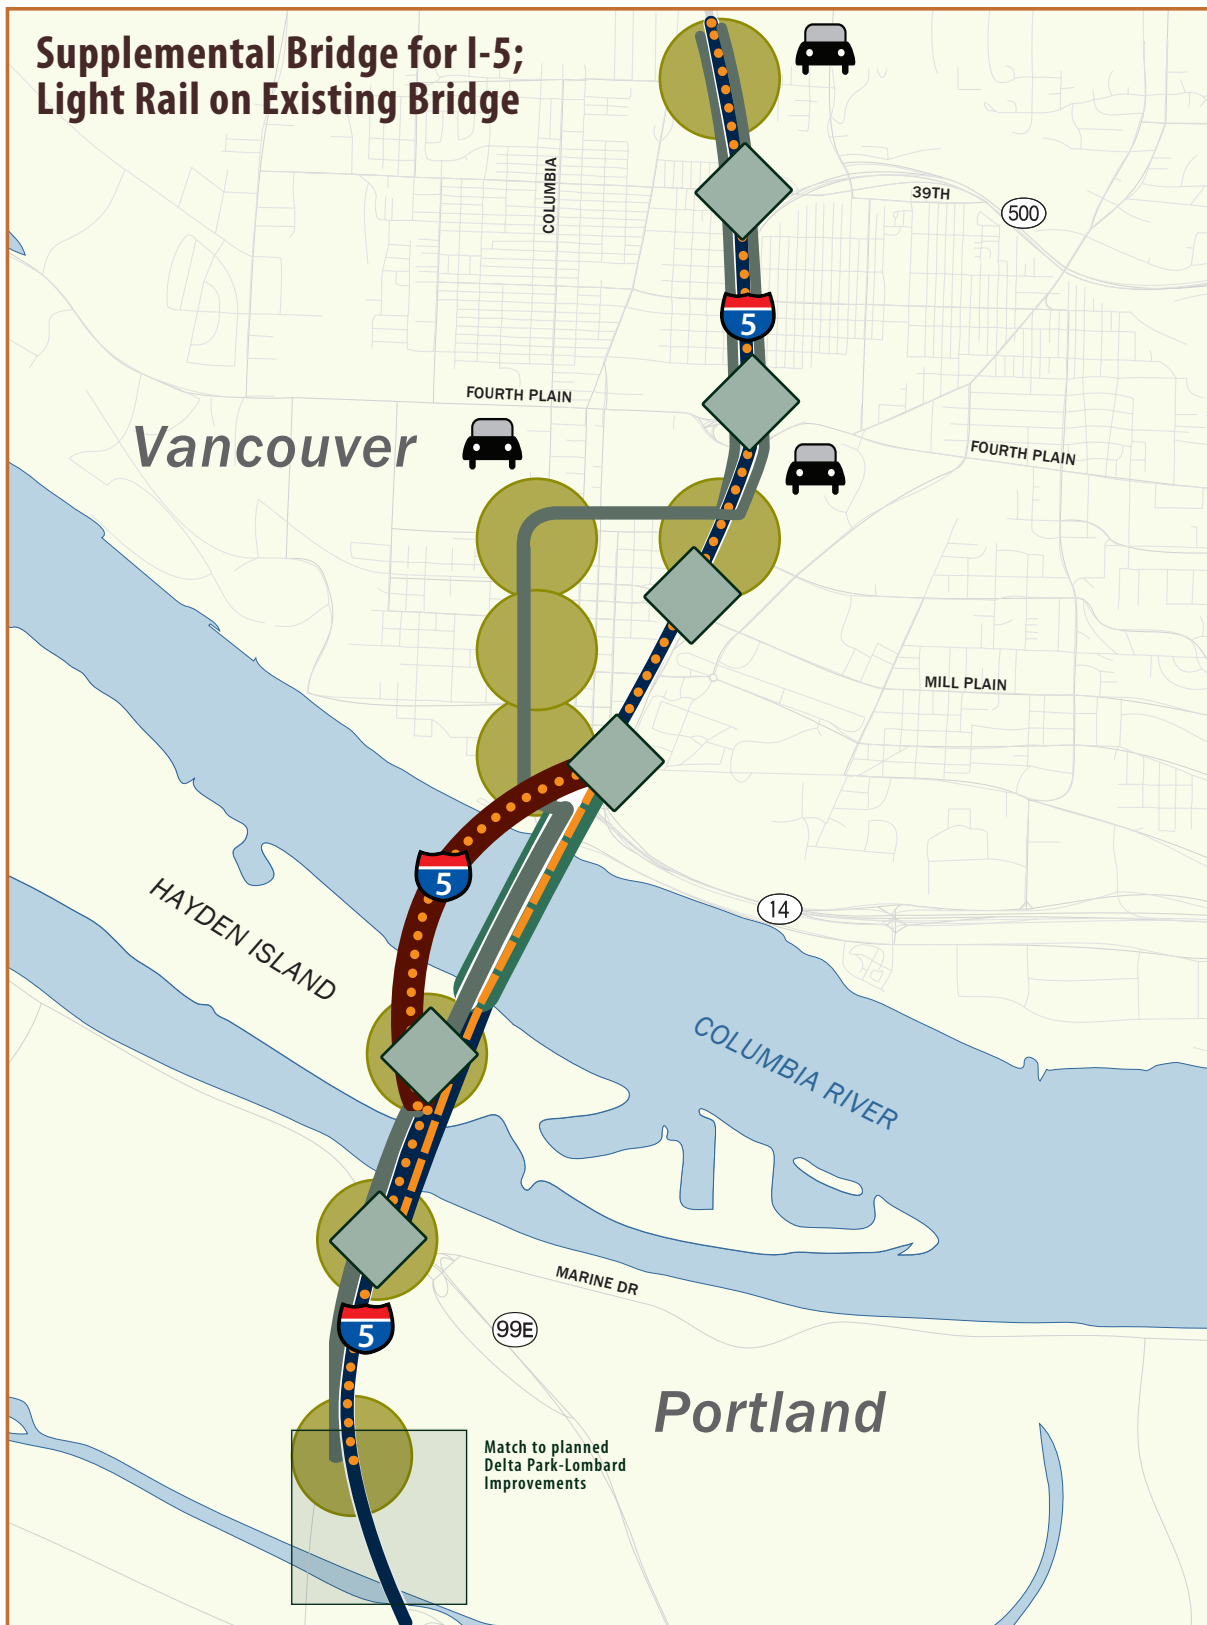 Supplemental Bridge for I-5;
Light Rail on Existing Bridge
COLUMBIA
39TH
500
5
FOURTH PLAIN
Vancouver
FOURTH PLAIN
MILL PLAIN
5
14
HAYDEN ISLAND
COLUMBIA RIVER
MARINE DR
5
99E
Portland
Match to planned
Delta Park-Lombard
Improvements